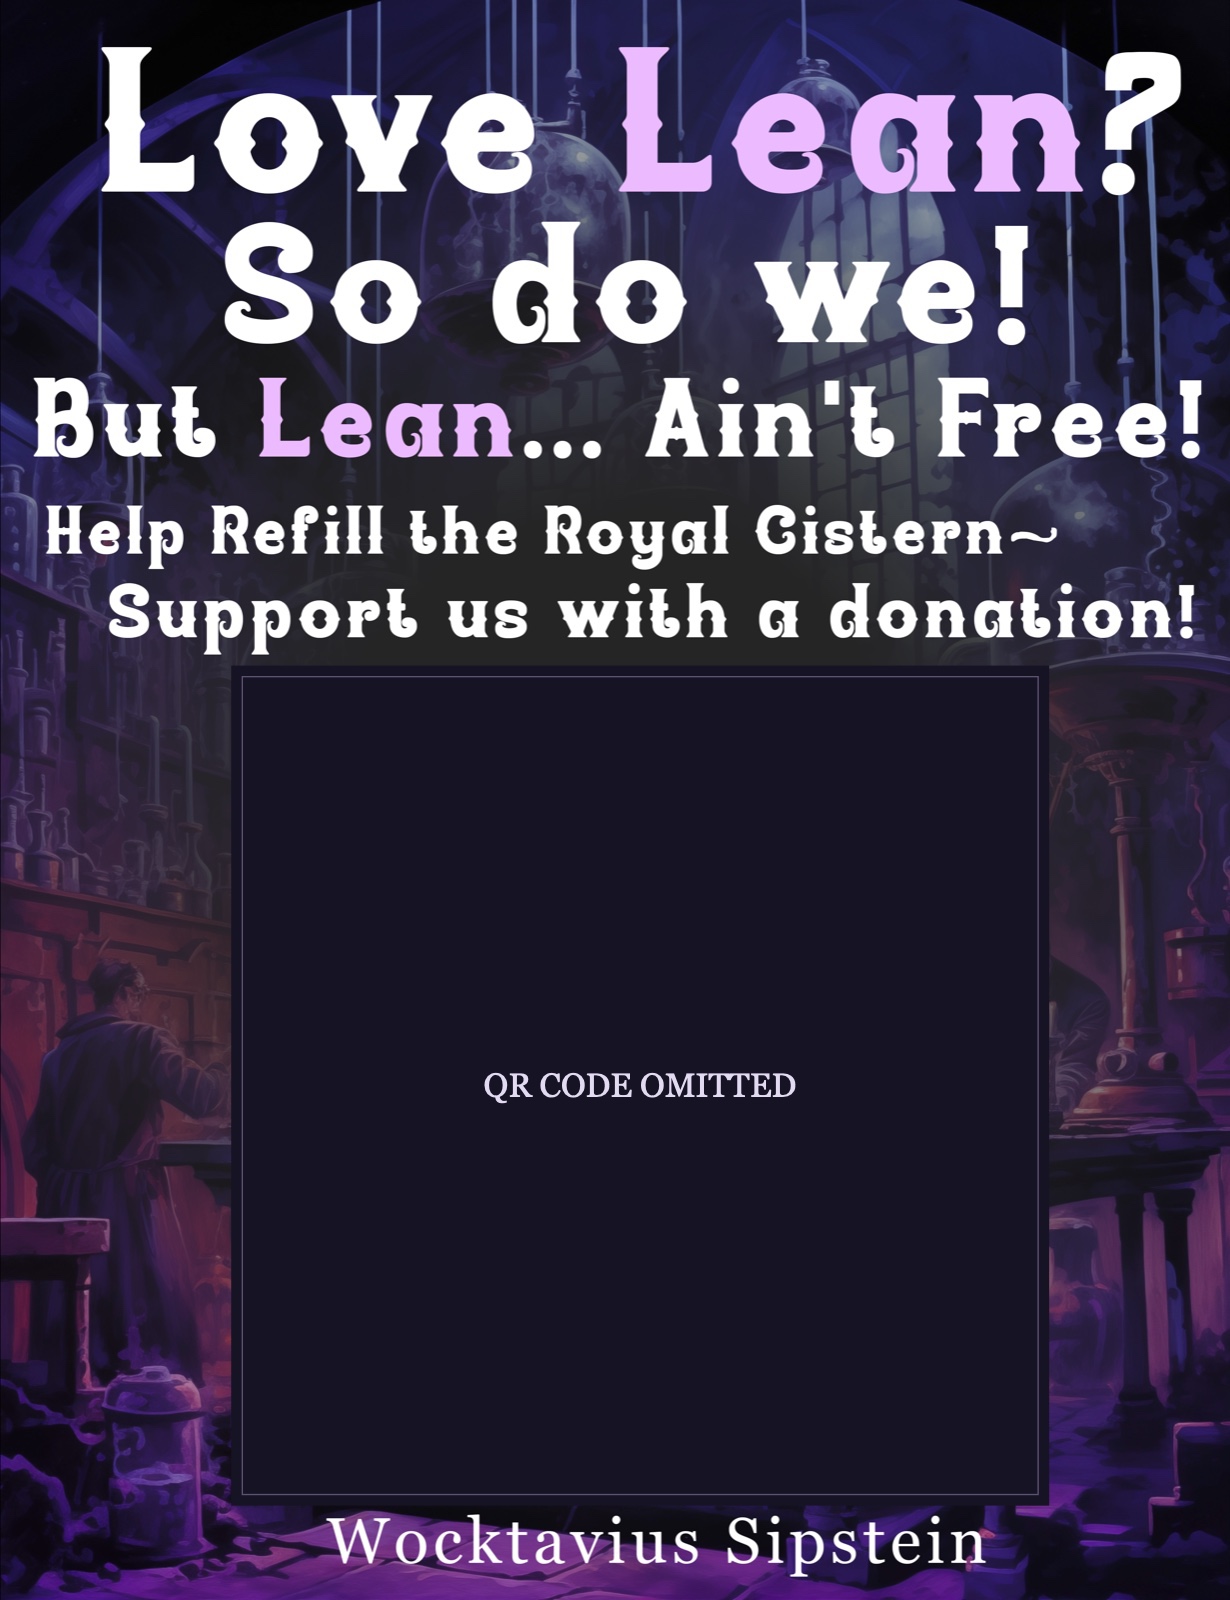 Love Lean?
So do we!
But Lean... Ain't Free!
Help Refill the Royal Cistern~
Support us with a donation!
QR CODE OMITTED
Wocktavius Sipstein